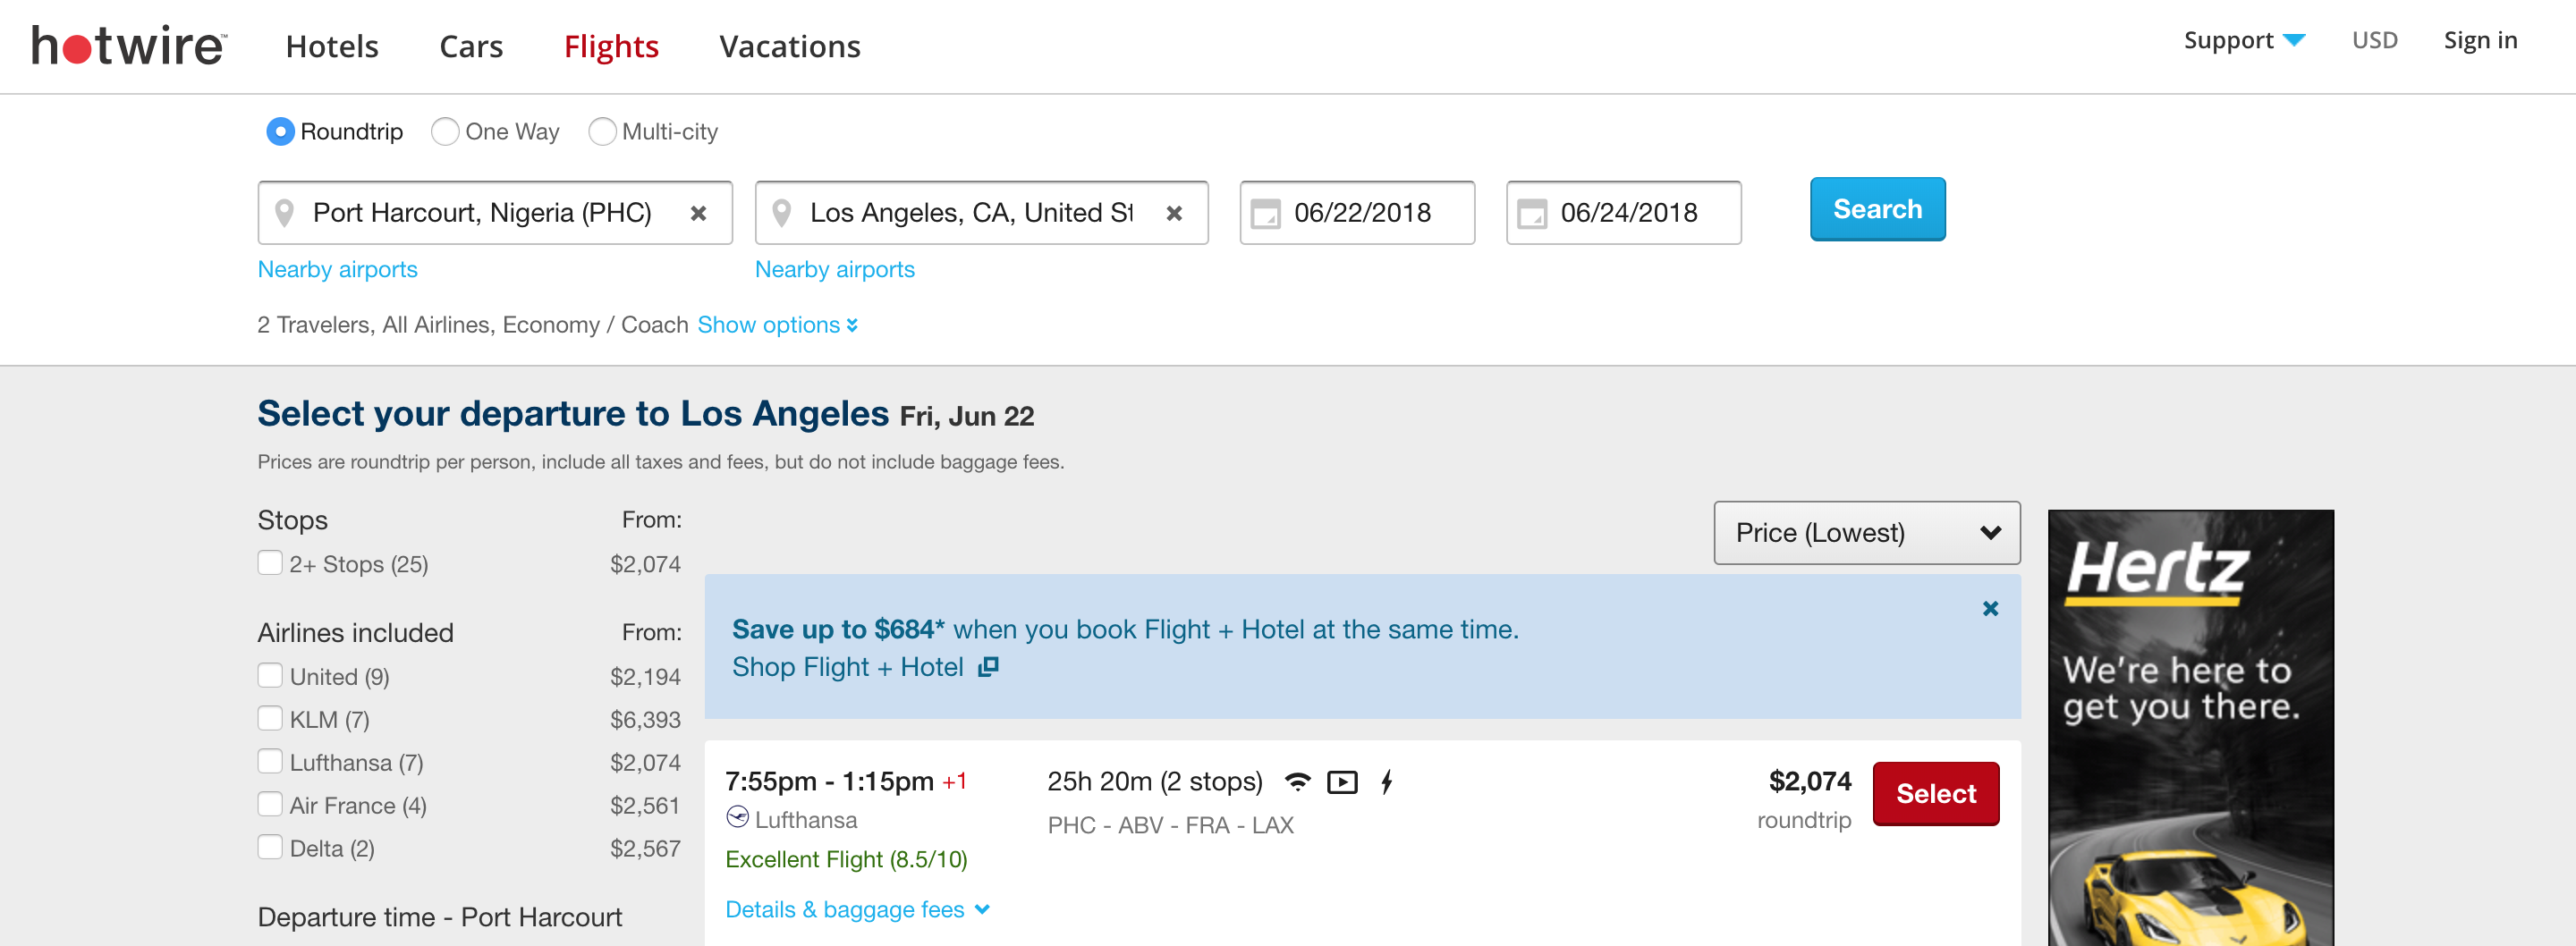 hotwire™ Hotels Cars Flights Vacations Support USD Sign in
Roundtrip One Way Multi-city
Port Harcourt, Nigeria (PHC) Los Angeles, CA, United St 06/22/2018 06/24/2018 Search
Nearby airports Nearby airports
2 Travelers, All Airlines, Economy / Coach Show options
Select your departure to Los Angeles Fri, Jun 22
Prices are roundtrip per person, include all taxes and fees, but do not include baggage fees.
Stops From:
2+ Stops (25) $2,074
Airlines included From:
United (9) $2,194
KLM (7) $6,393
Lufthansa (7) $2,074
Air France (4) $2,561
Delta (2) $2,567
Departure time - Port Harcourt
Price (Lowest)
Save up to $684* when you book Flight + Hotel at the same time.
Shop Flight + Hotel
7:55pm - 1:15pm +1 25h 20m (2 stops) $2,074 Select
Lufthansa PHC - ABV - FRA - LAX roundtrip
Excellent Flight (8.5/10)
Details & baggage fees
Hertz
We're here to
get you there.